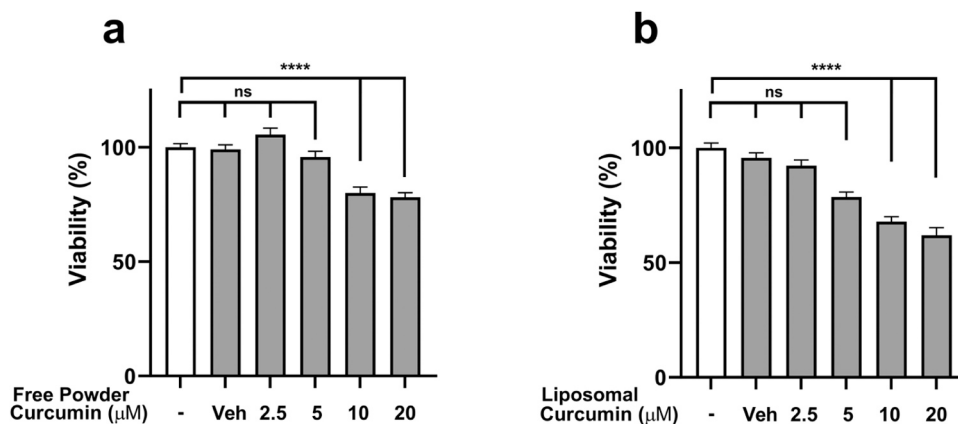 a
****
ns
Viability (%)
100
50
0
Free Powder
Curcumin (μM)
- Veh 2.5 5 10 20
b
****
ns
Viability (%)
100
50
0
Liposomal
Curcumin (μM)
- Veh 2.5 5 10 20